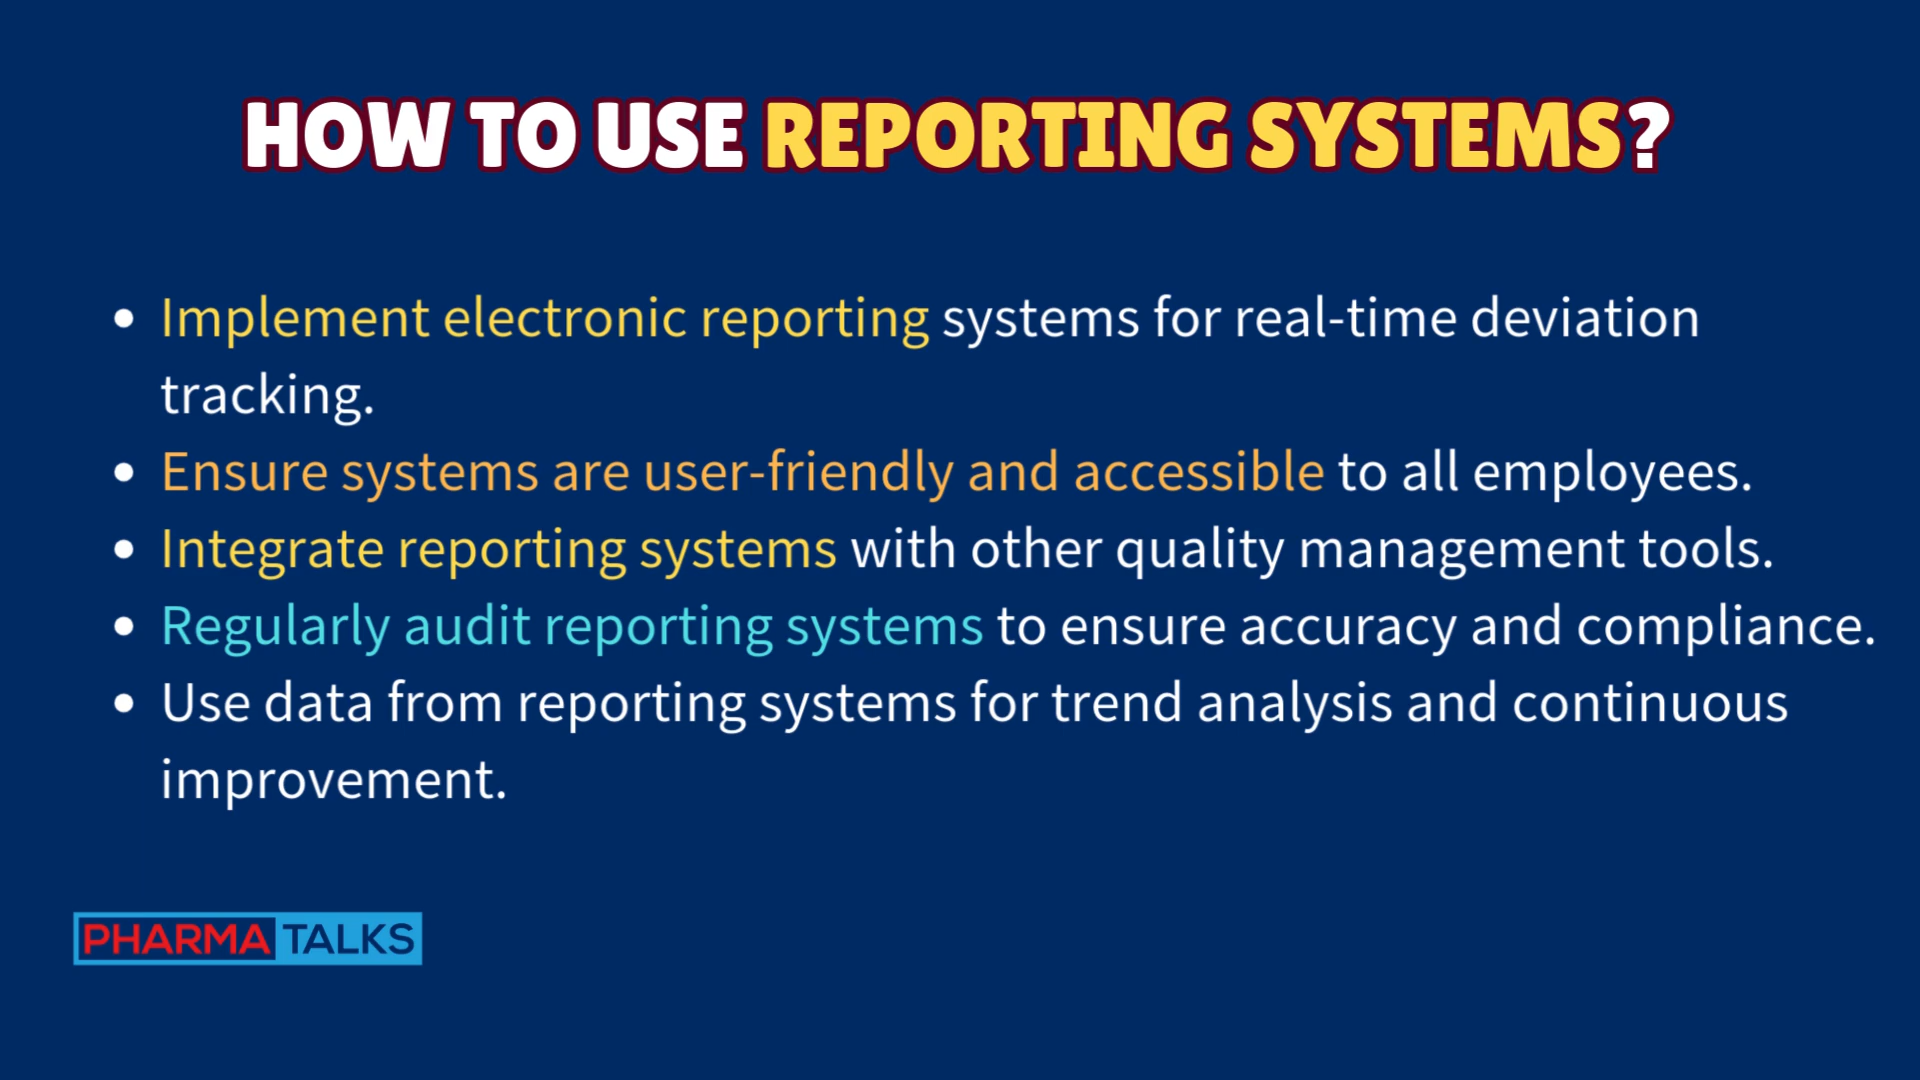 HOW TO USE REPORTING SYSTEMS?
• Implement electronic reporting systems for real-time deviation
tracking.
• Ensure systems are user-friendly and accessible to all employees.
• Integrate reporting systems with other quality management tools.
• Regularly audit reporting systems to ensure accuracy and compliance.
• Use data from reporting systems for trend analysis and continuous
improvement.
PHARMA TALKS